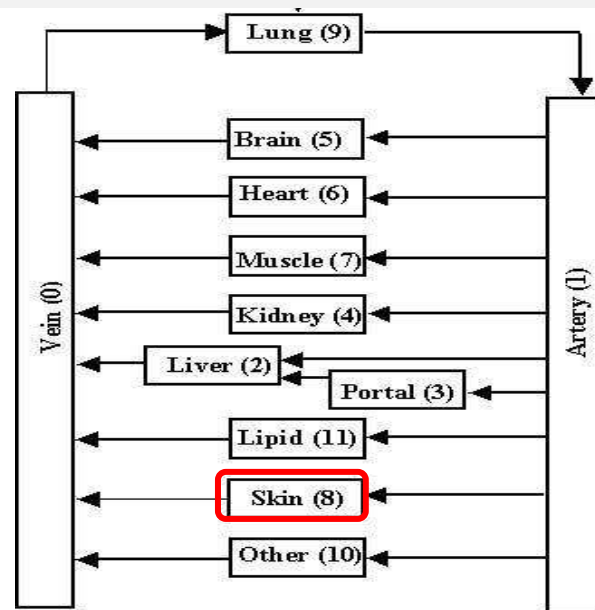 Lung (9)
Brain (5)
Heart (6)
Muscle (7)
Vein (0)
Artery (1)
Kidney (4)
Liver (2)
Portal (3)
Lipid (11)
Skin (8)
Other (10)